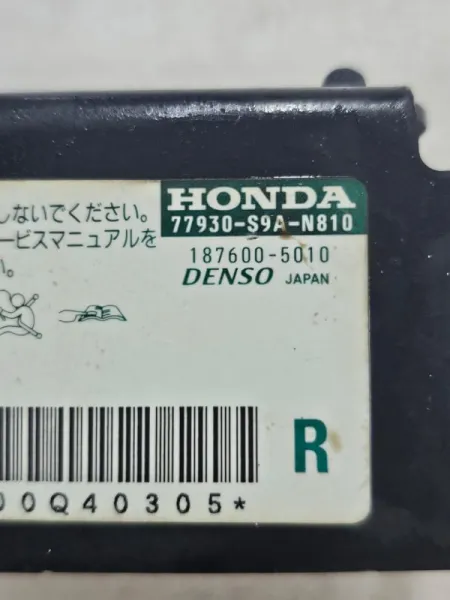 HONDA
77930-S9A-N810
しないでください。
ービスマニュアルを
い。
187600-5010
DENSO JAPAN
R
00Q40305*